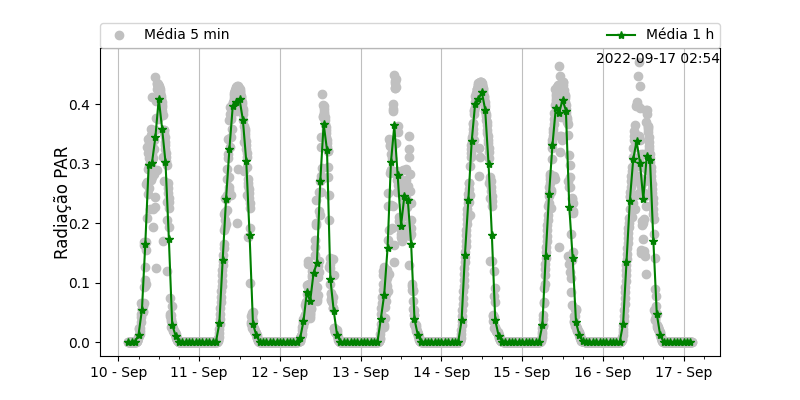 Média 5 min
Média 1 h
2022-09-17 02:54
Radiação PAR
0.4
0.3
0.2
0.1
0.0
10 - Sep
11 - Sep
12 - Sep
13 - Sep
14 - Sep
15 - Sep
16 - Sep
17 - Sep